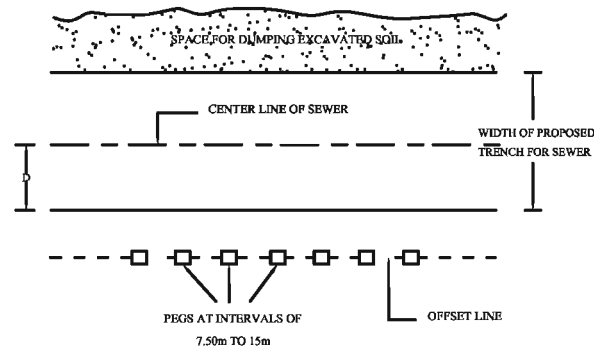 SPACE FOR DUMPING EXCAVATED SOIL
CENTER LINE OF SEWER
WIDTH OF PROPOSED
TRENCH FOR SEWER
D
PEGS AT INTERVALS OF
7.50m TO 15m
OFFSET LINE